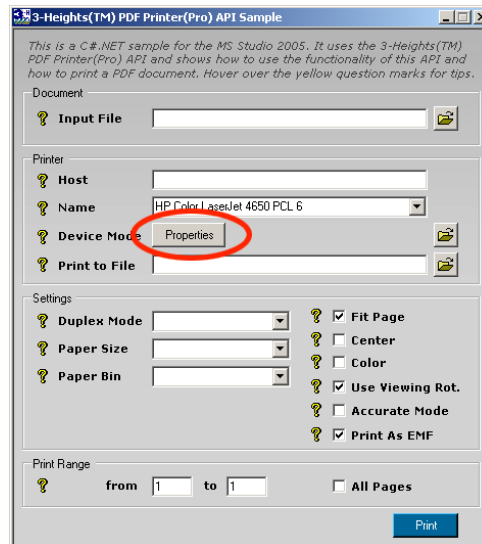 3-Heights(TM) PDF Printer(Pro) API Sample
This is a C#.NET sample for the MS Studio 2005. It uses the 3-Heights(TM)
PDF Printer(Pro) API and shows how to use the functionality of this API and
how to print a PDF document. Hover over the yellow question marks for tips.
Document
? Input File
Printer
? Host
? Name HP Color LaserJet 4650 PCL 6
? Device Mode Properties
? Print to File
Settings
? Duplex Mode ? Fit Page
? Paper Size ? Center
? Paper Bin ? Color
? Use Viewing Rot.
? Accurate Mode
? Print As EMF
Print Range
? from 1 to 1 All Pages
Print